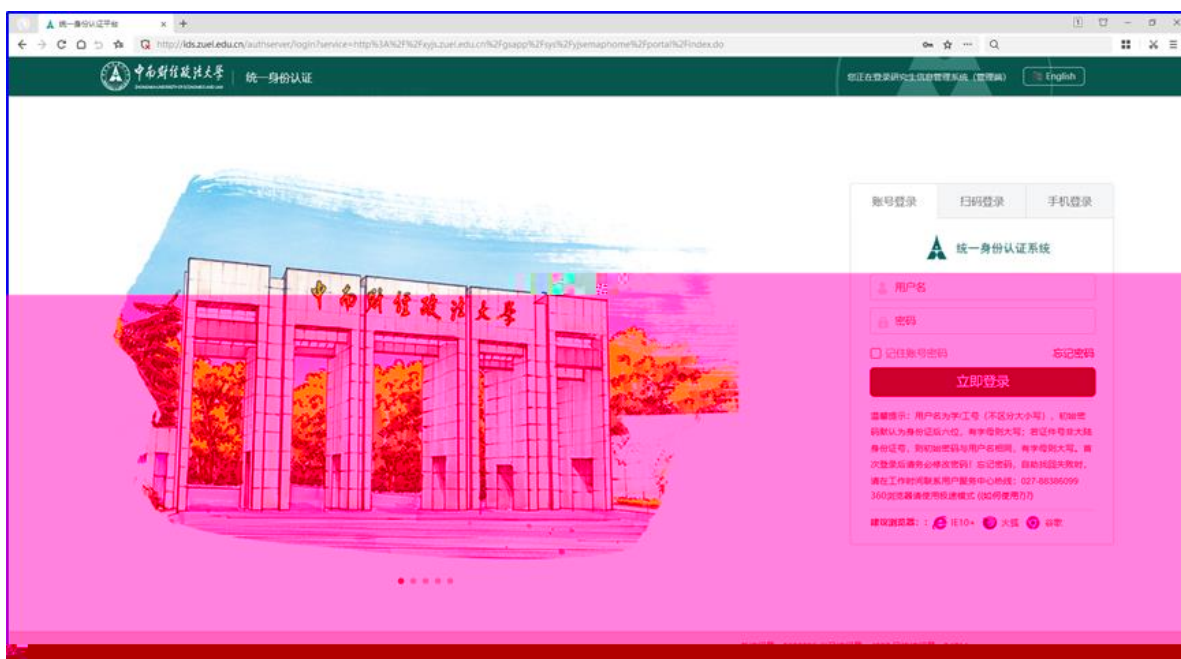 统一身份认证平台
http://ids.zuel.edu.cn/authserver/login?service=http%3A%2F%2Fxyjs.zuel.edu.cn%2Fgsapp%2Fsys%2Fyjsemaphome%2Fportal%2Findex.do
中南财经政法大学
ZHONGNAN UNIVERSITY OF ECONOMICS AND LAW
统一身份认证
您正在登录研究生信息管理系统（管理端）
English
账号登录 扫码登录 手机登录
统一身份认证系统
中南财经政法大学
用户名
密码
记住账号密码 忘记密码
立即登录
温馨提示：用户名为学/工号（不区分大小写），初始密
码默认为身份证后六位，有字母则大写；若证件号非大陆
身份证号，则初始密码与用户名相同，有字母则大写。首
次登录后请务必修改密码！忘记密码，自助找回失败时，
请在工作时间联系用户服务中心热线：027-88386099
360浏览器请使用极速模式 ((如何使用?)?)
建议浏览器：: IE10+ 火狐 谷歌